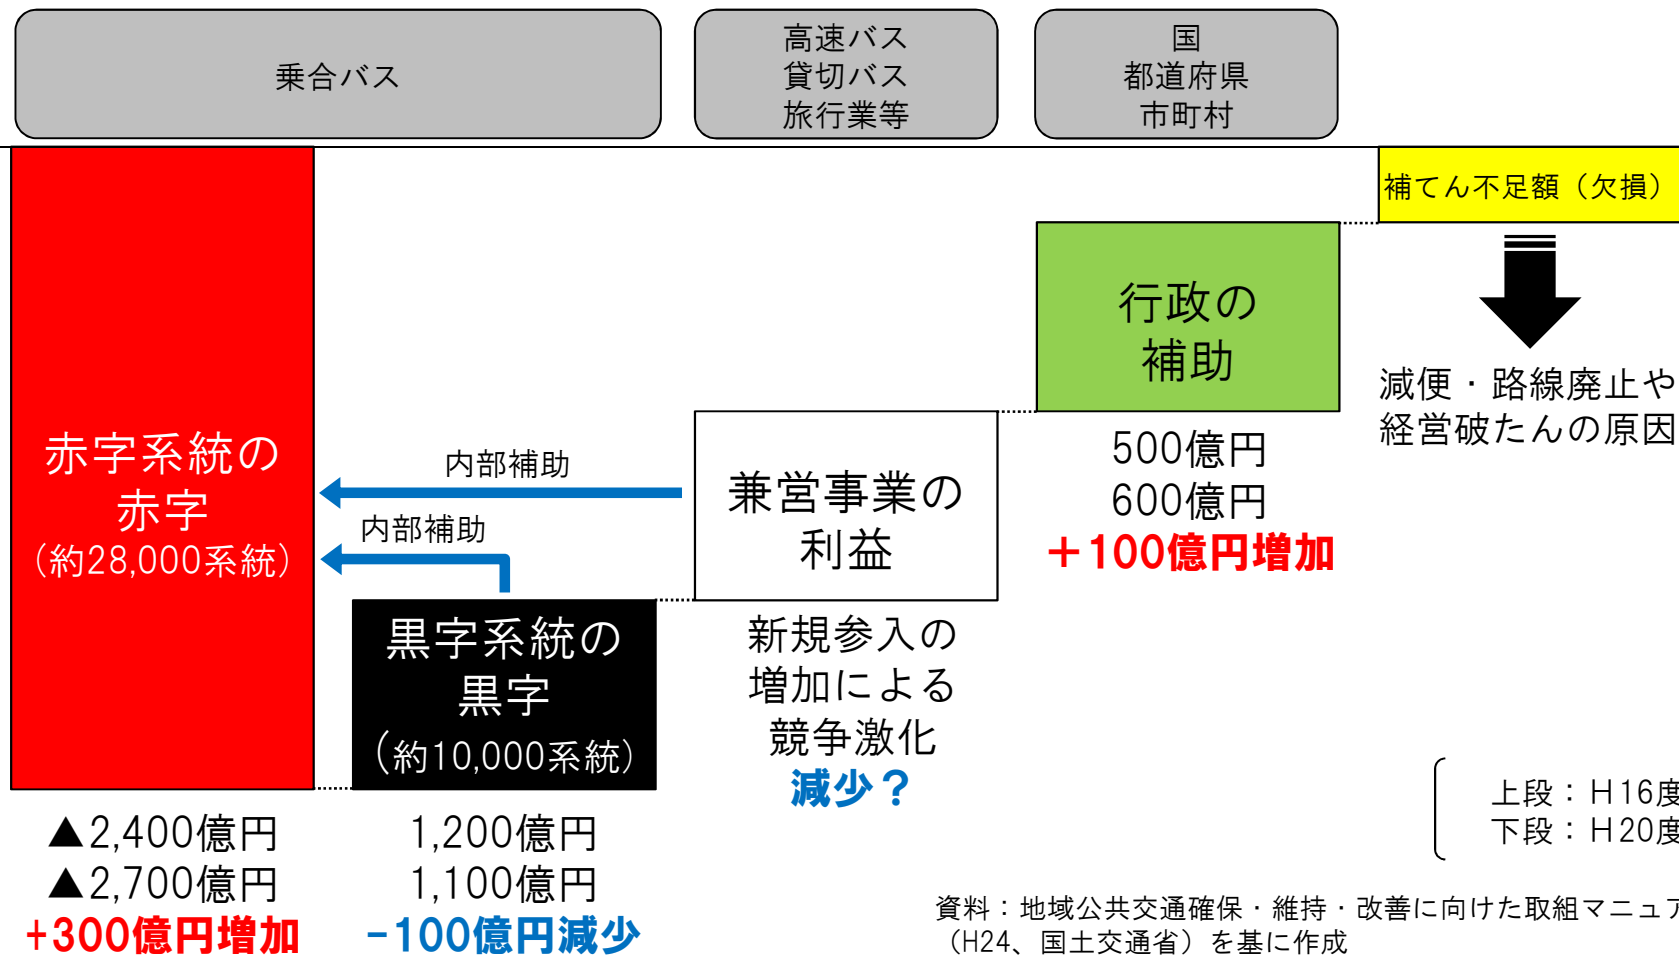 乗合バス
高速バス
貸切バス
旅行業等
国
都道府県
市町村
補てん不足額（欠損）
減便・路線廃止や
経営破たんの原因
行政の
補助
500億円
600億円
＋100億円増加
兼営事業の
利益
新規参入の
増加による
競争激化
減少？
内部補助
内部補助
赤字系統の
赤字
(約28,000系統)
▲2,400億円
▲2,700億円
+300億円増加
黒字系統の
黒字
(約10,000系統)
1,200億円
1,100億円
-100億円減少
上段：Ｈ16度
下段：Ｈ20度
資料：地域公共交通確保・維持・改善に向けた取組マニュア
（H24、国土交通省）を基に作成